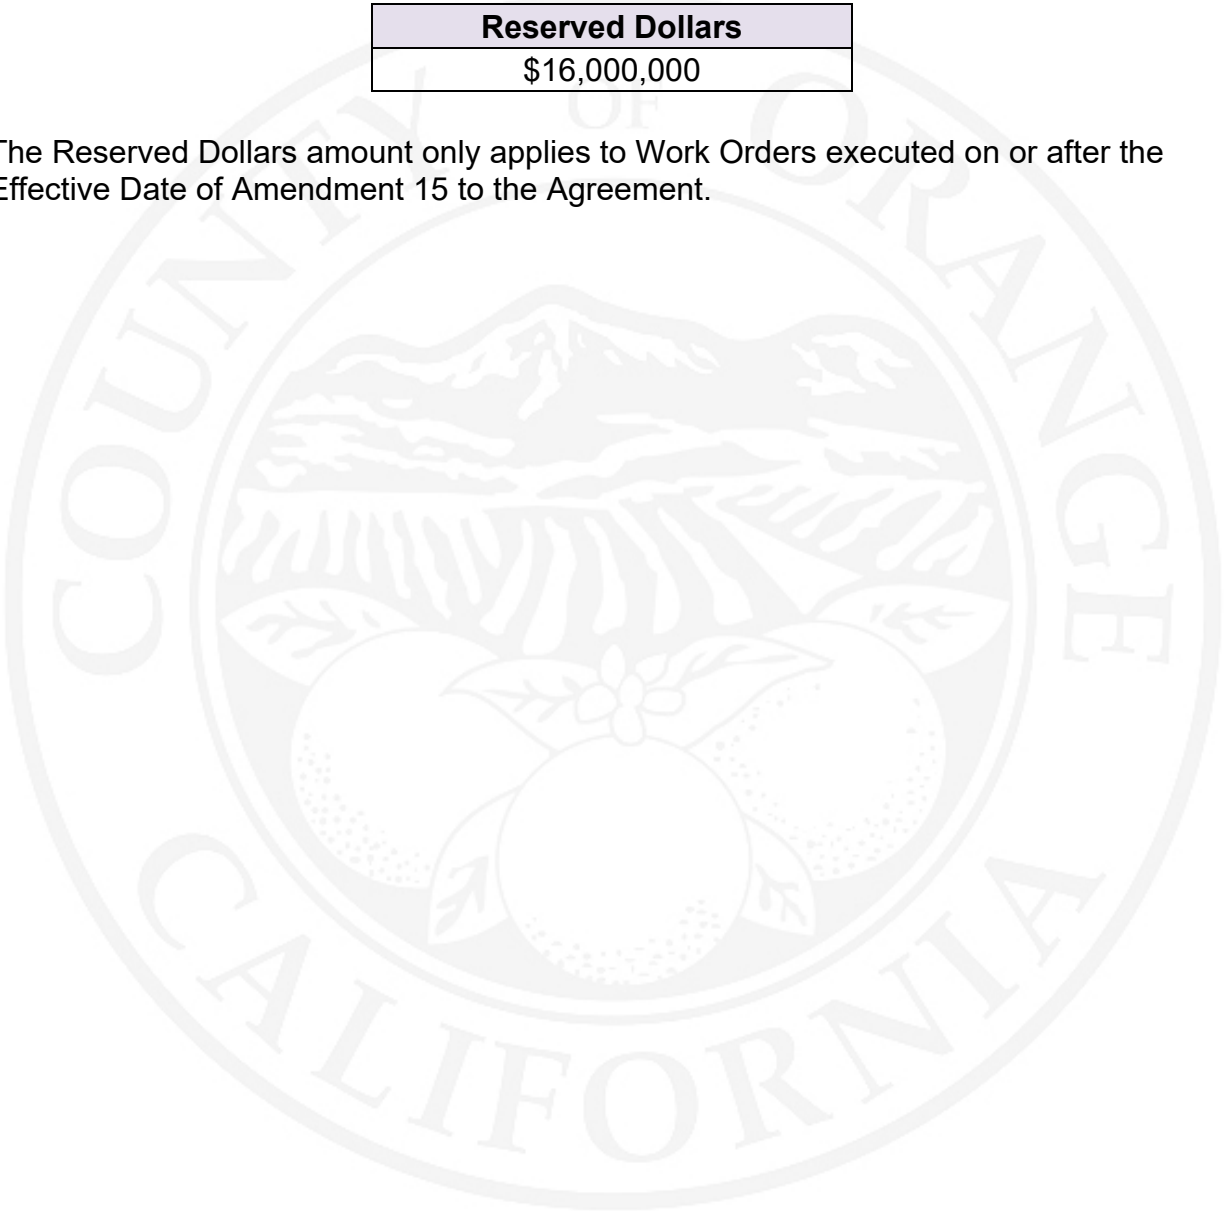 Reserved Dollars
$16,000,000
The Reserved Dollars amount only applies to Work Orders executed on or after the
Effective Date of Amendment 15 to the Agreement.
COUNTY OF ORANGE
CALIFORNIA